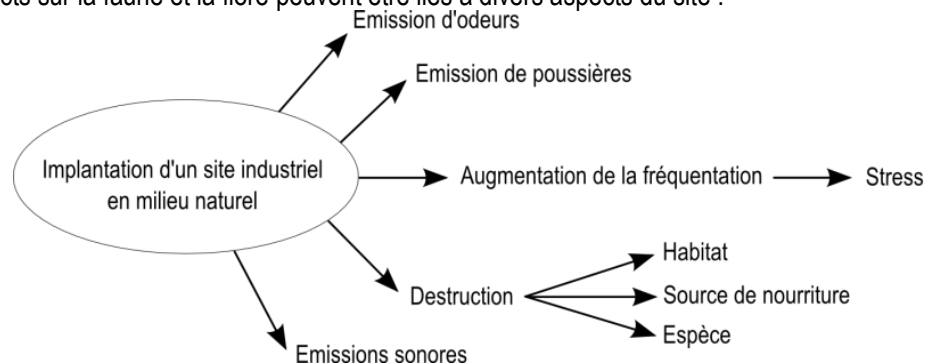 sur la faune et la flore peuvent être liés à divers aspects du site :
Emission d'odeurs
Emission de poussières
Implantation d'un site industriel
en milieu naturel
Augmentation de la fréquentation
Stress
Destruction
Habitat
Source de nourriture
Espèce
Emissions sonores